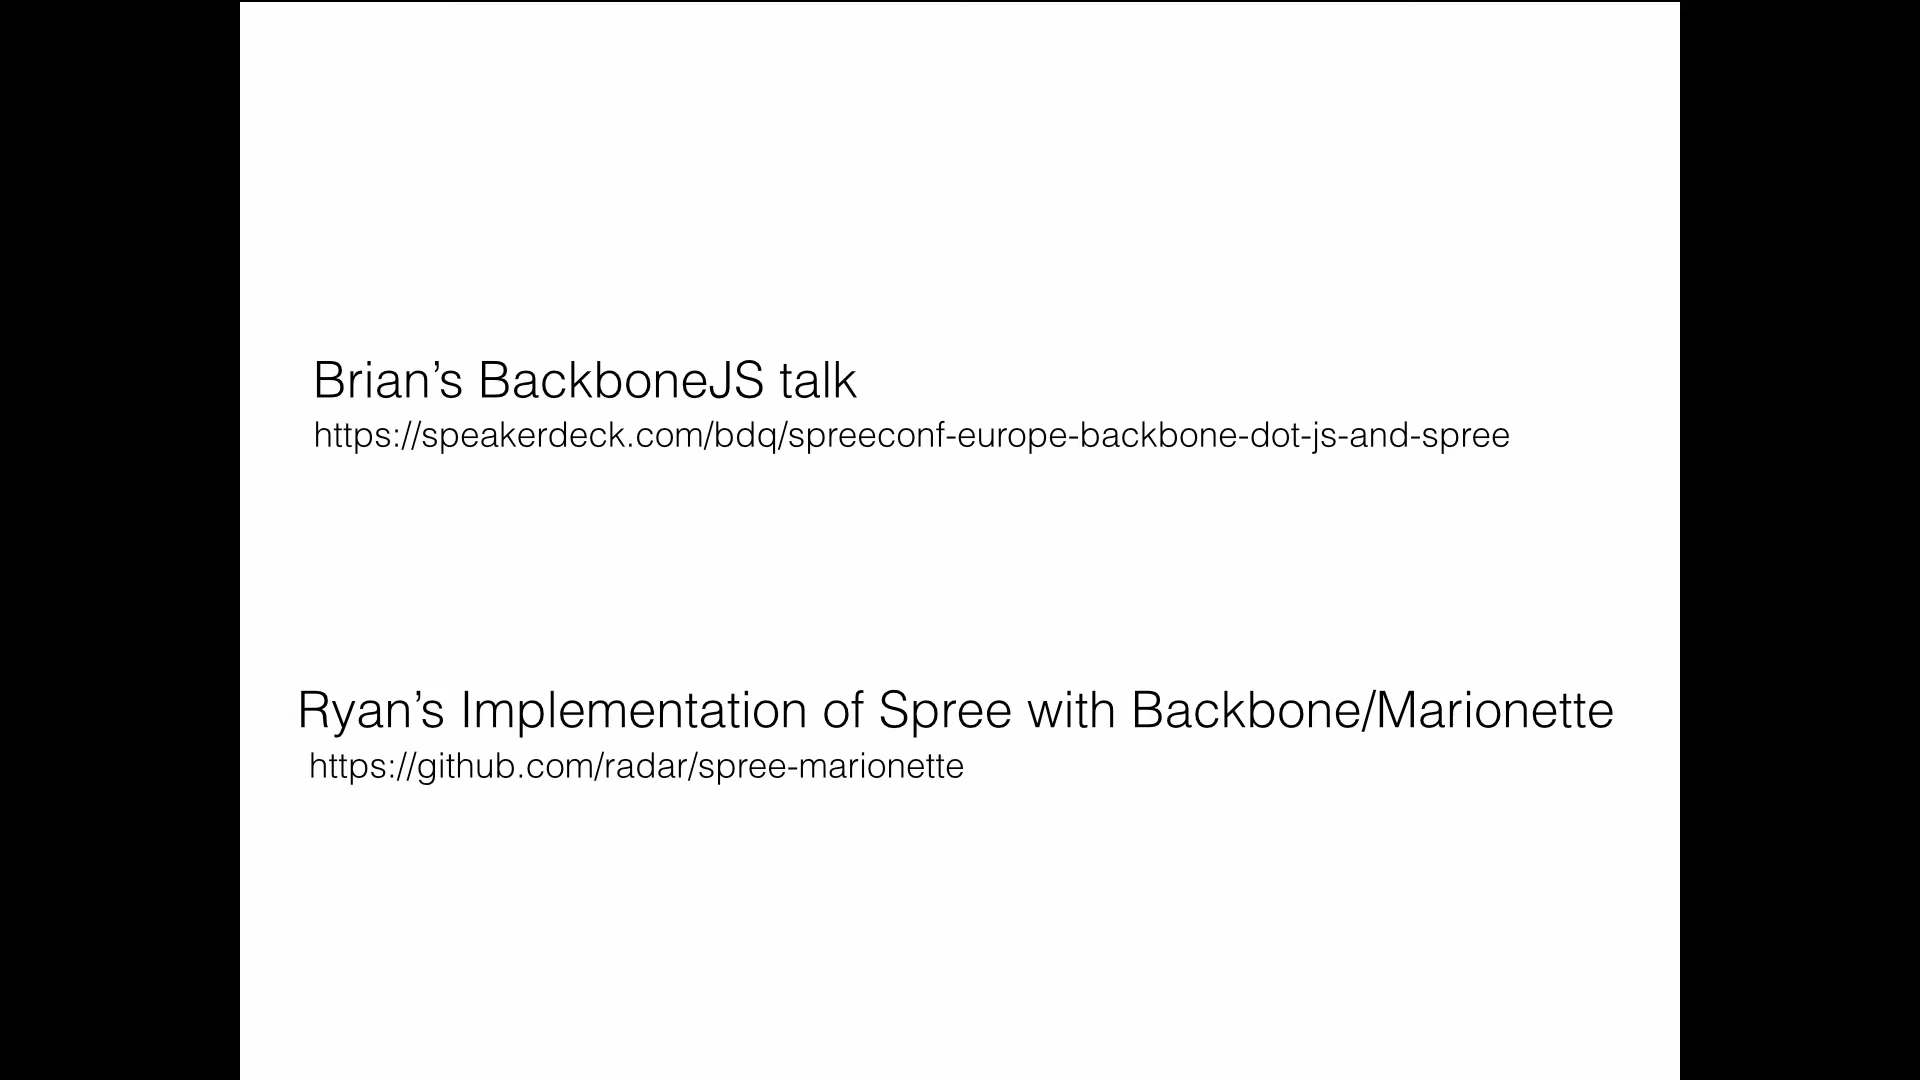 Brian’s BackboneJS talk
https://speakerdeck.com/bdq/spreeconf-europe-backbone-dot-js-and-spree
Ryan’s Implementation of Spree with Backbone/Marionette
https://github.com/radar/spree-marionette